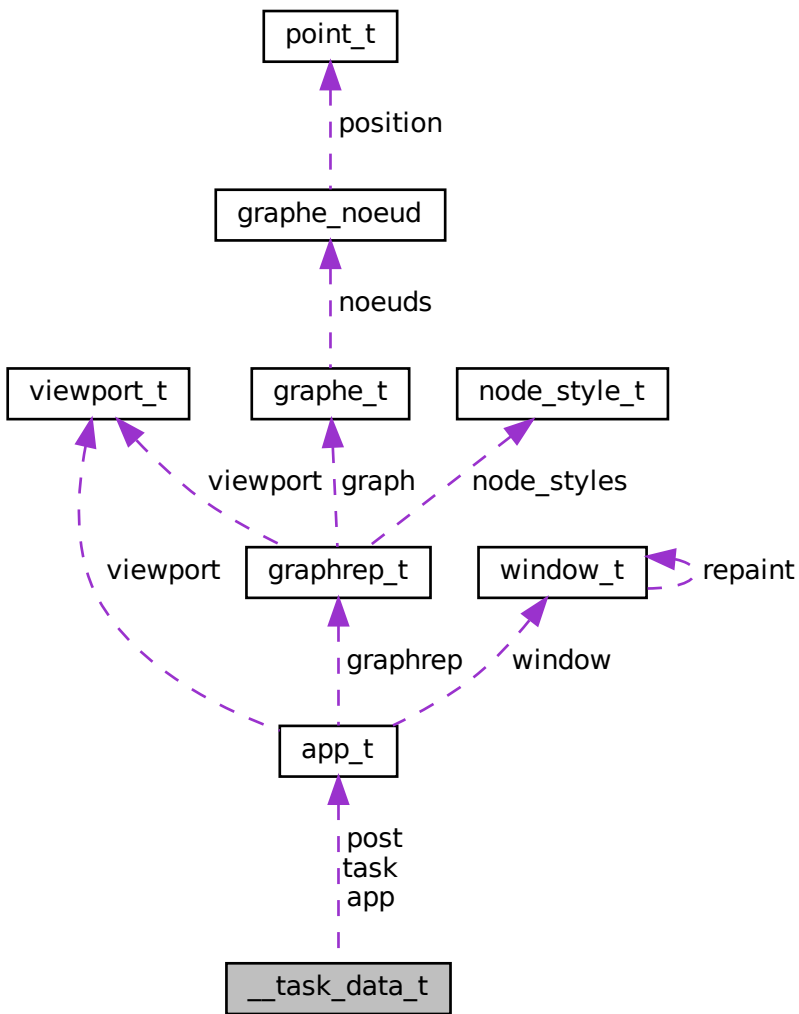 point_t
position
graphe_noeud
noeuds
viewport_t
graphe_t
node_style_t
viewport
graph
node_styles
viewport
graphrep_t
window_t
repaint
graphrep
window
app_t
post
task
app
__task_data_t